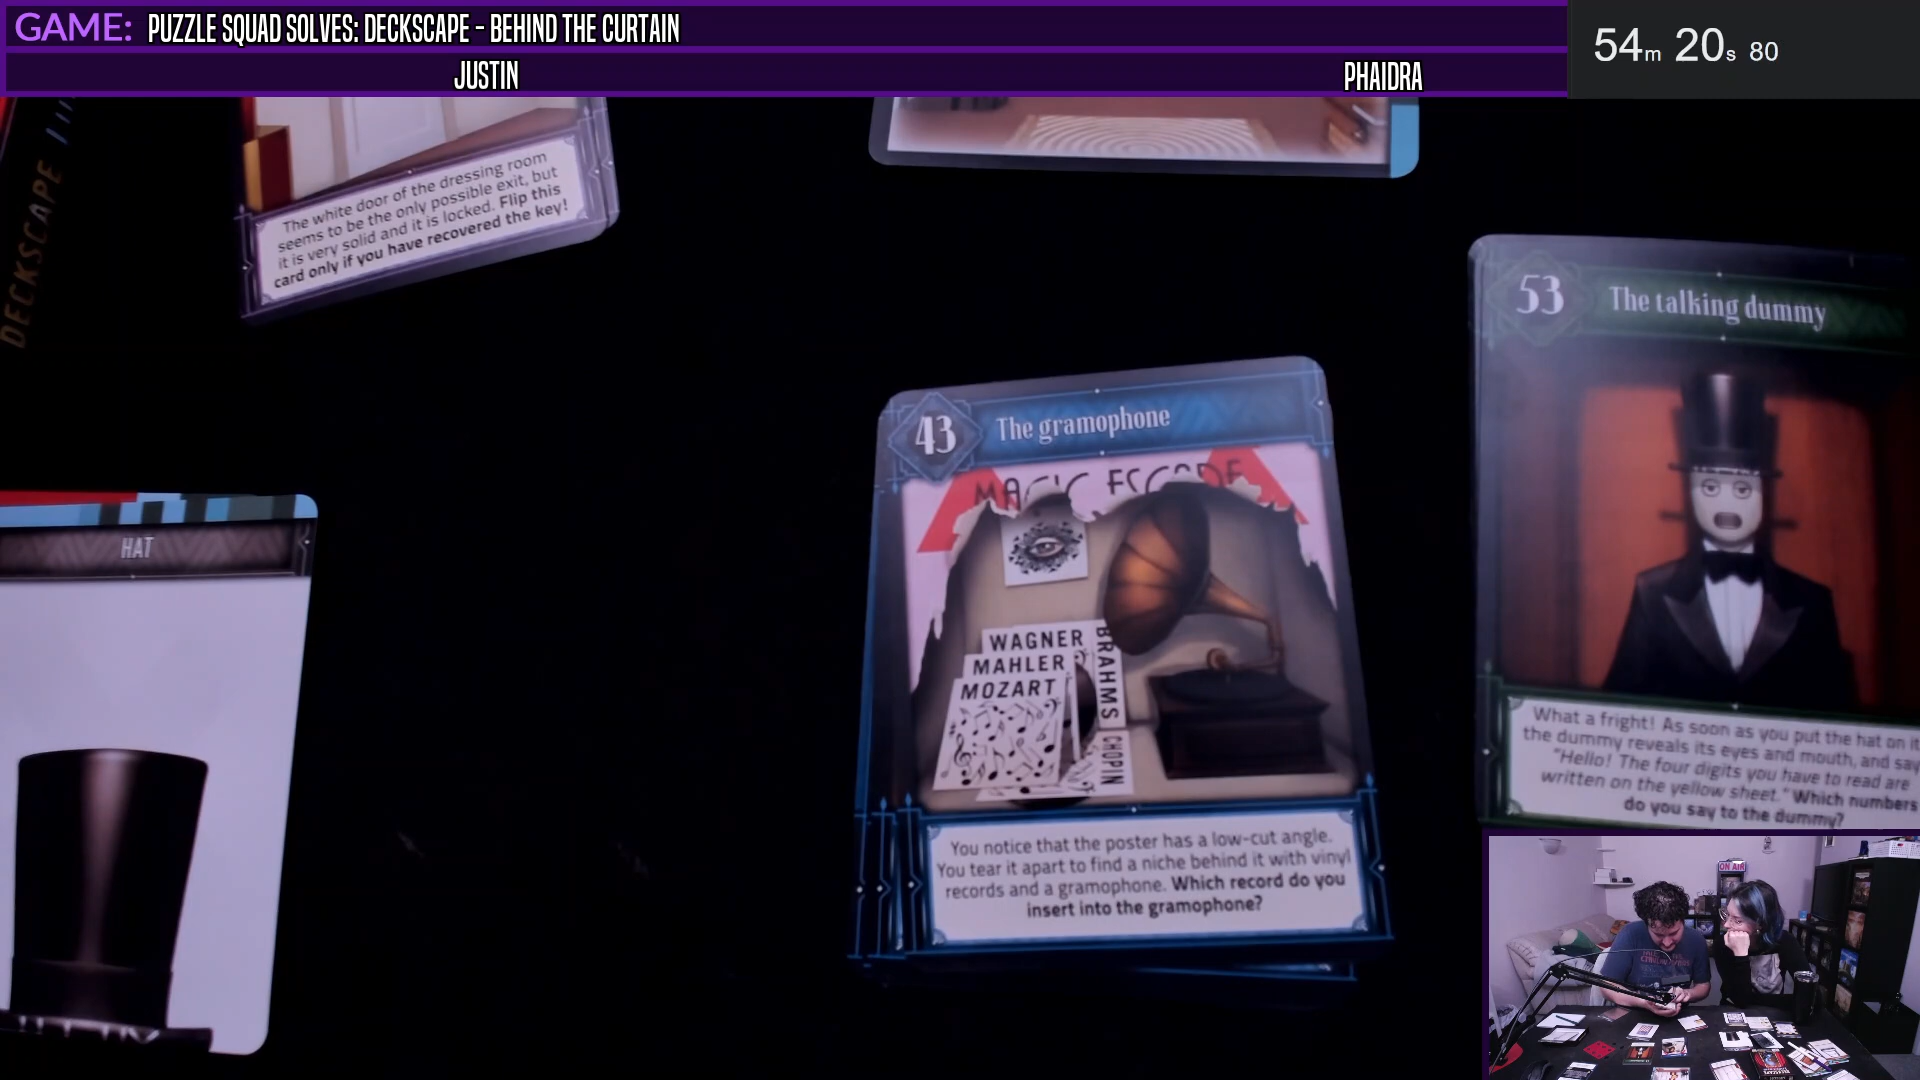 GAME: PUZZLE SQUAD SOLVES: DECKSCAPE - BEHIND THE CURTAIN
JUSTIN
PHAIDRA
54m 20s 80
DECKSCAPE
The white door of the dressing room
seems to be the only possible exit, but
it is very solid and it is locked. Flip this
card only if you have recovered the key!
HAT
43 The gramophone
MAGIC ESCAPE
WAGNER
MAHLER
MOZART
BRAHMS
CHOPIN
You notice that the poster has a low-cut angle.
You tear it apart to find a niche behind it with vinyl
records and a gramophone. Which record do you
insert into the gramophone?
53 The talking dummy
What a fright! As soon as you put the hat on it
the dummy reveals its eyes and mouth, and say
"Hello! The four digits you have to read are
written on the yellow sheet." Which numbers
do you say to the dummy?
ON AIR